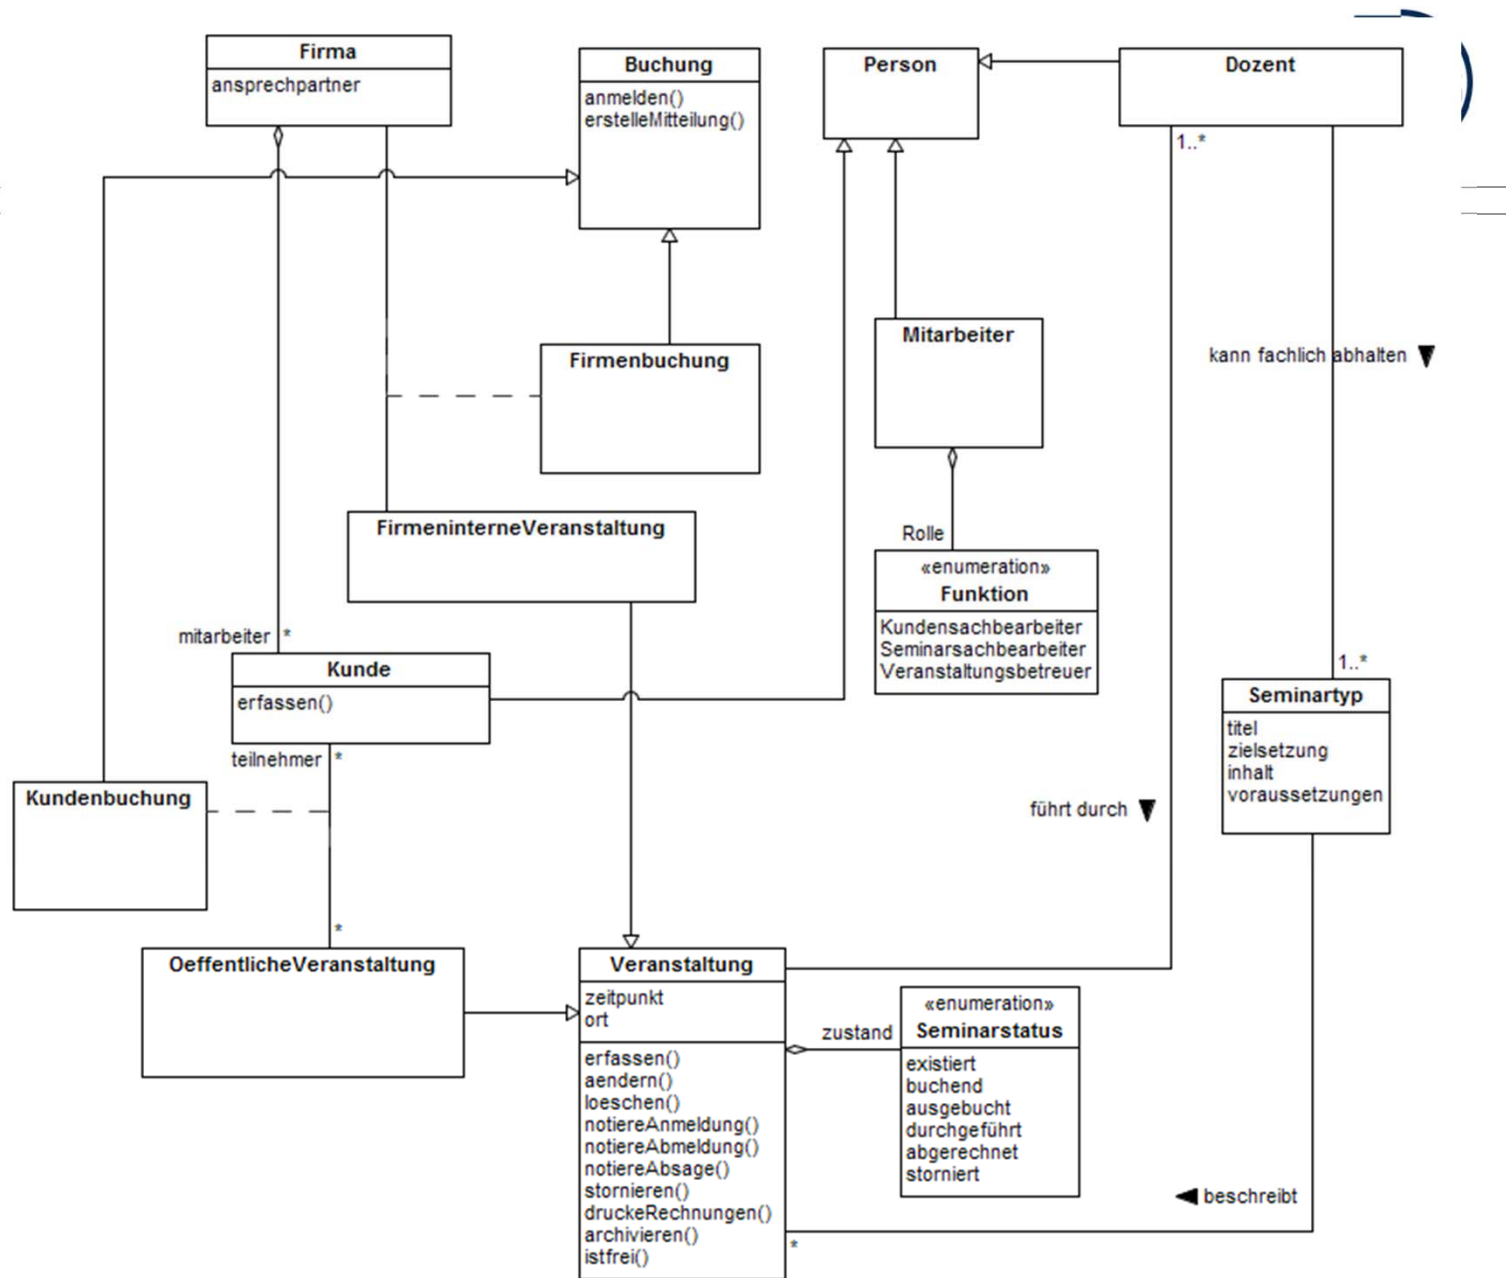 Firma
ansprechpartner
Buchung
anmelden()
erstelleMitteilung()
Person
Dozent
1..*
Firmenbuchung
Mitarbeiter
kann fachlich abhalten
FirmeninterneVeranstaltung
Rolle
«enumeration»
Funktion
Kundensachbearbeiter
Seminarsachbearbeiter
Veranstaltungsbetreuer
mitarbeiter *
Kunde
erfassen()
teilnehmer *
1..*
Seminartyp
titel
zielsetzung
inhalt
voraussetzungen
Kundenbuchung
führt durch
*
OeffentlicheVeranstaltung
Veranstaltung
zeitpunkt
ort
erfassen()
aendern()
loeschen()
notiereAnmeldung()
notiereAbmeldung()
notiereAbsage()
stornieren()
druckeRechnungen()
archivieren()
istfrei()
zustand
«enumeration»
Seminarstatus
existiert
buchend
ausgebucht
durchgeführt
abgerechnet
storniert
beschreibt
*